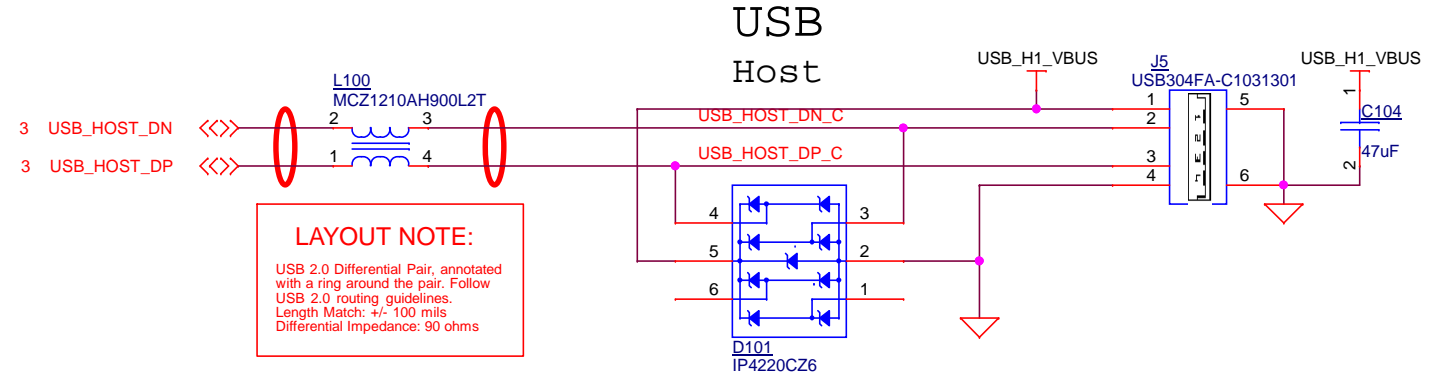 USB
Host
USB_H1_VBUS
J5
USB304FA-C1031301
USB_H1_VBUS
L100
MCZ1210AH900L2T
3 USB_HOST_DN
2
3
USB_HOST_DN_C
1
2
5
1
C104
47uF
2
3 USB_HOST_DP
1
4
USB_HOST_DP_C
3
4
6
4
3
5
2
6
1
D101
IP4220CZ6
LAYOUT NOTE:
USB 2.0 Differential Pair, annotated
with a ring around the pair. Follow
USB 2.0 routing guidelines.
Length Match: +/- 100 mils
Differential Impedance: 90 ohms